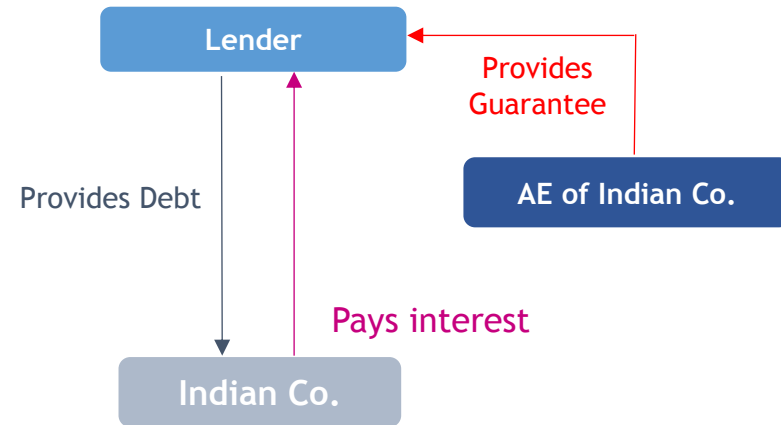 Lender
Provides
Guarantee
Provides Debt
AE of Indian Co.
Pays interest
Indian Co.